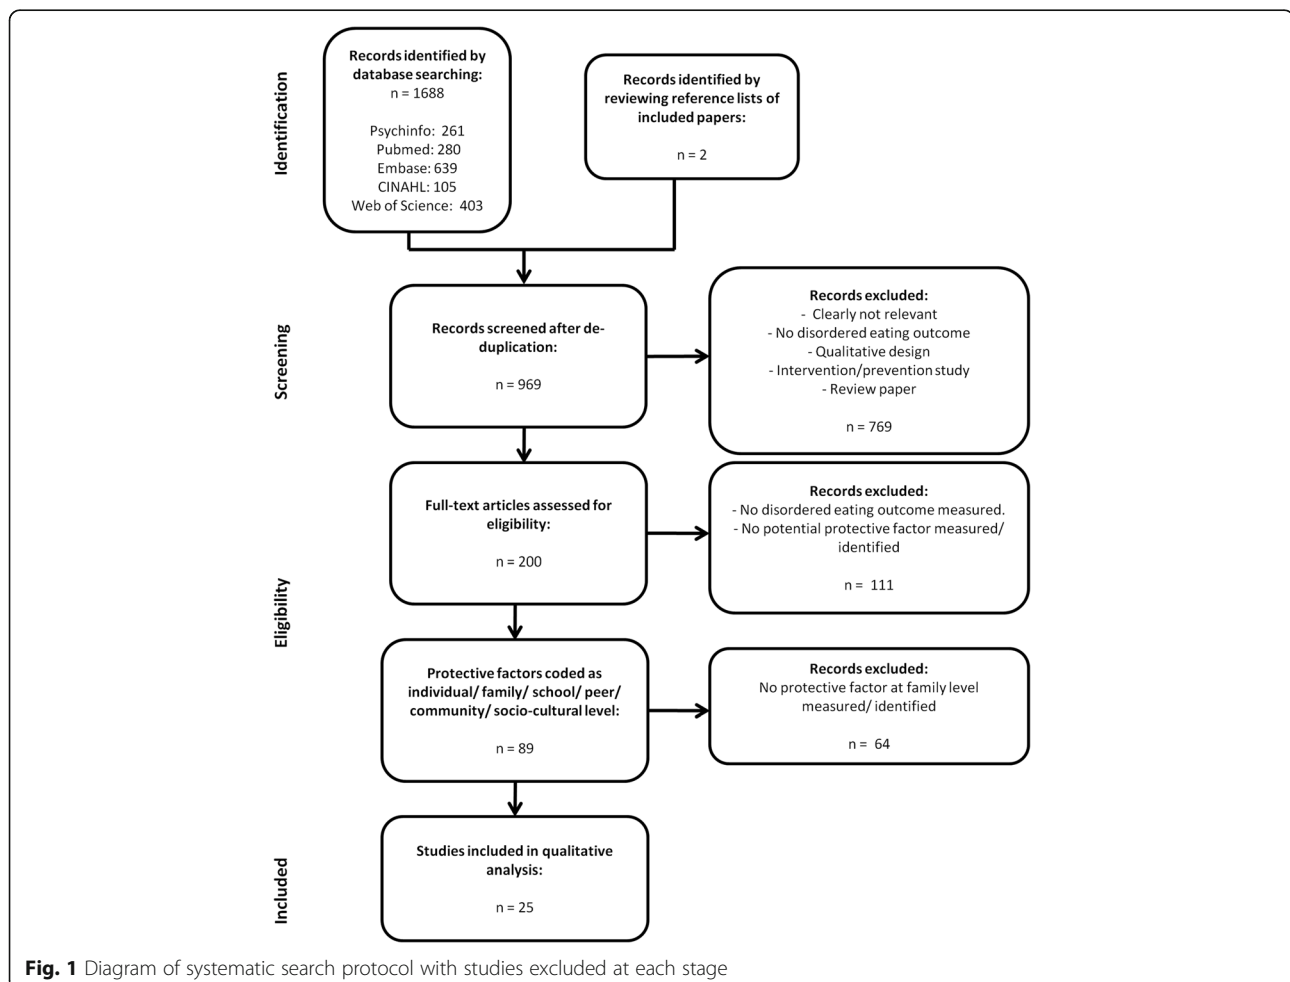 Identification
Records identified by
database searching:
n = 1688
Psychinfo: 261
Pubmed: 280
Embase: 639
CINAHL: 105
Web of Science: 403
Records identified by
reviewing reference lists of
included papers:
n = 2
Screening
Records screened after de-
duplication:
n = 969
Records excluded:
- Clearly not relevant
- No disordered eating outcome
- Qualitative design
- Intervention/prevention study
- Review paper
n = 769
Eligibility
Full-text articles assessed for
eligibility:
n = 200
Records excluded:
- No disordered eating outcome measured.
- No potential protective factor measured/
identified
n = 111
Protective factors coded as
individual/ family/ school/ peer/
community/ socio-cultural level:
n = 89
Records excluded:
No protective factor at family level
measured/ identified
n = 64
Included
Studies included in qualitative
analysis:
n = 25
Fig. 1 Diagram of systematic search protocol with studies excluded at each stage